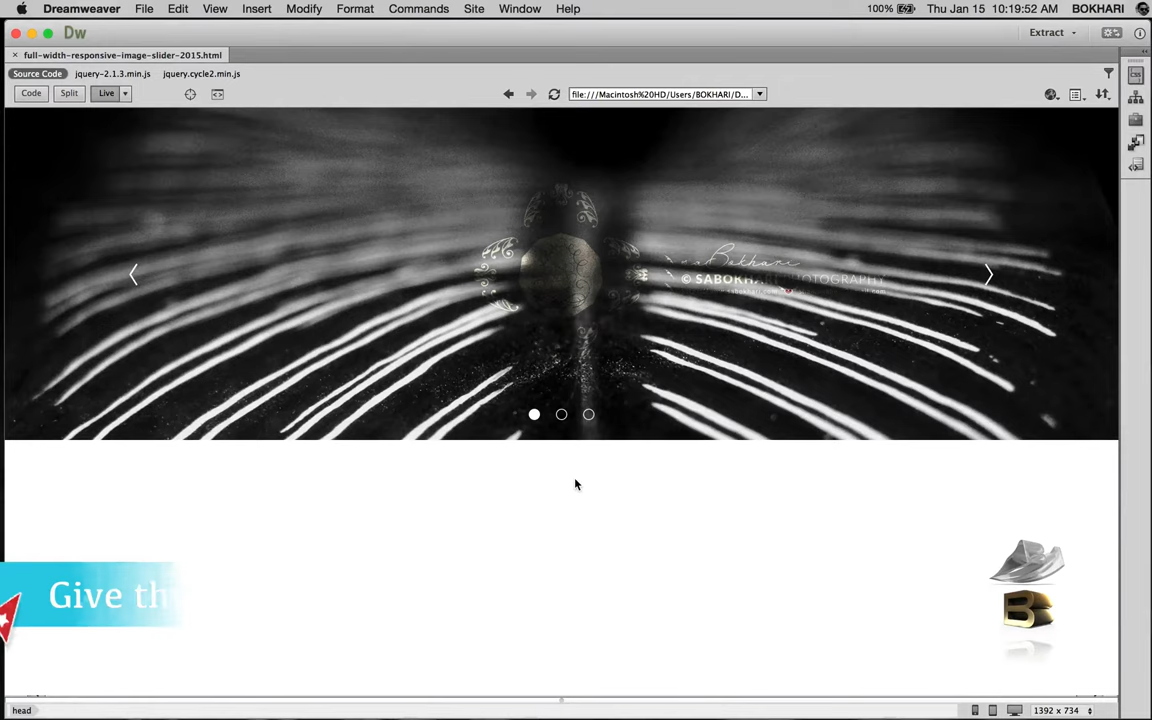 Dreamweaver File Edit View Insert Modify Format Commands Site Window Help 100% Thu Jan 15 10:19:52 AM BOKHARI
Dw Extract
× full-width-responsive-image-slider-2015.html
Source Code jquery-2.1.3.min.js jquery.cycle2.min.js
Code Split Live file:///Macintosh%20HD/Users/BOKHARI/D...
CSS
Bokhari
© SABOKHARI PHOTOGRAPHY
Give th
B
head 1392 x 734